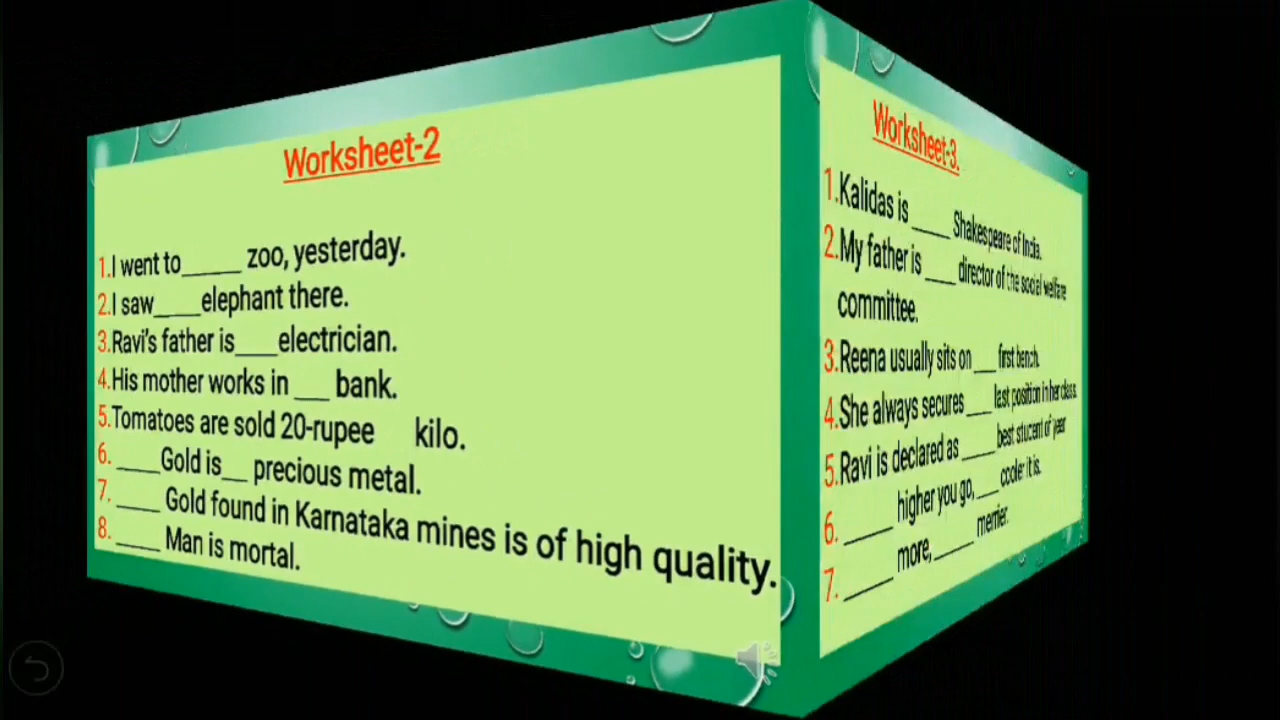 Worksheet-2
1.I went to_____ zoo, yesterday.
2.I saw____elephant there.
3.Ravi's father is___electrician.
4.His mother works in ___ bank.
5.Tomatoes are sold 20-rupee kilo.
6. ____Gold is__ precious metal.
7. ____ Gold found in Karnataka mines is of high quality.
8. ____ Man is mortal.
Worksheet-3.
1.Kalidas is ____ Shakespeare of India.
2.My father is ___ director of the social welfare
committee.
3.Reena usually sits on __ first bench.
4.She always secures ___ last position in her class.
5.Ravi is declared as ____ best student of year
6. _____ higher you go, ___ cooler it is.
7. _____ more, _____ merrier.